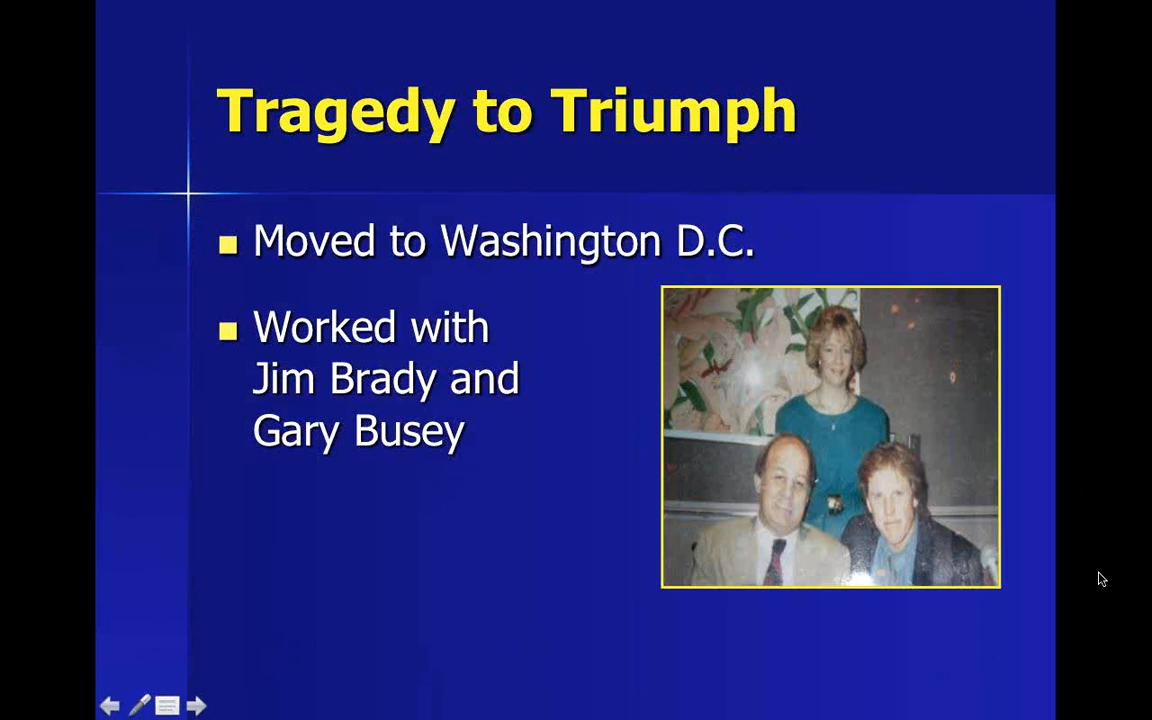 Tragedy to Triumph
Moved to Washington D.C.
Worked with
Jim Brady and
Gary Busey